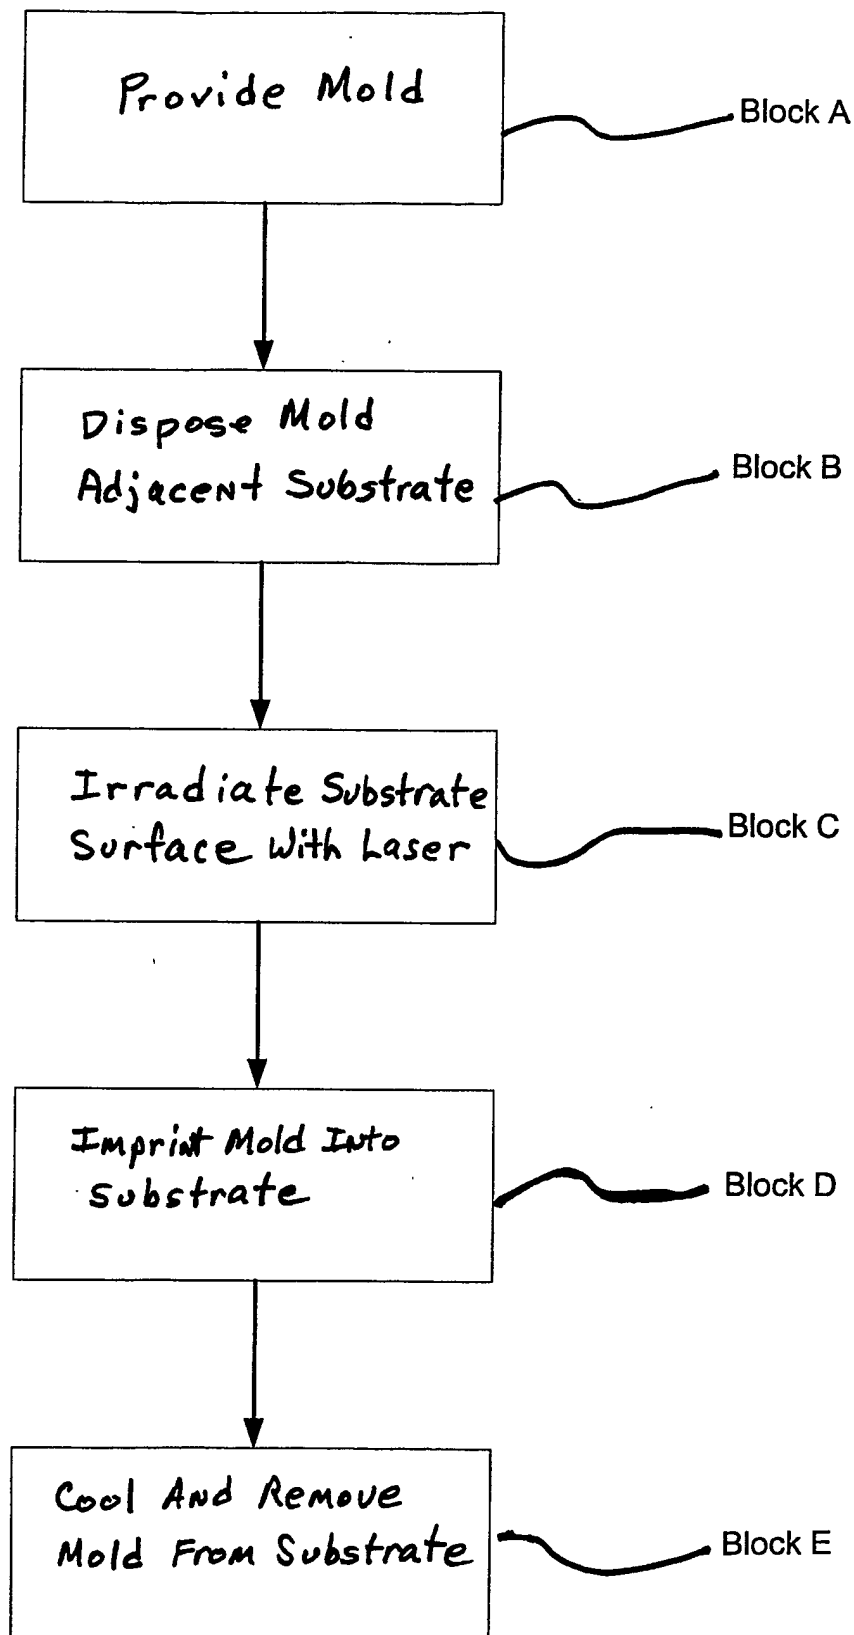 Provide Mold
Block A
Dispose Mold
Adjacent Substrate
Block B
Irradiate Substrate
Surface With Laser
Block C
Imprint Mold Into
Substrate
Block D
Cool And Remove
Mold From Substrate
Block E